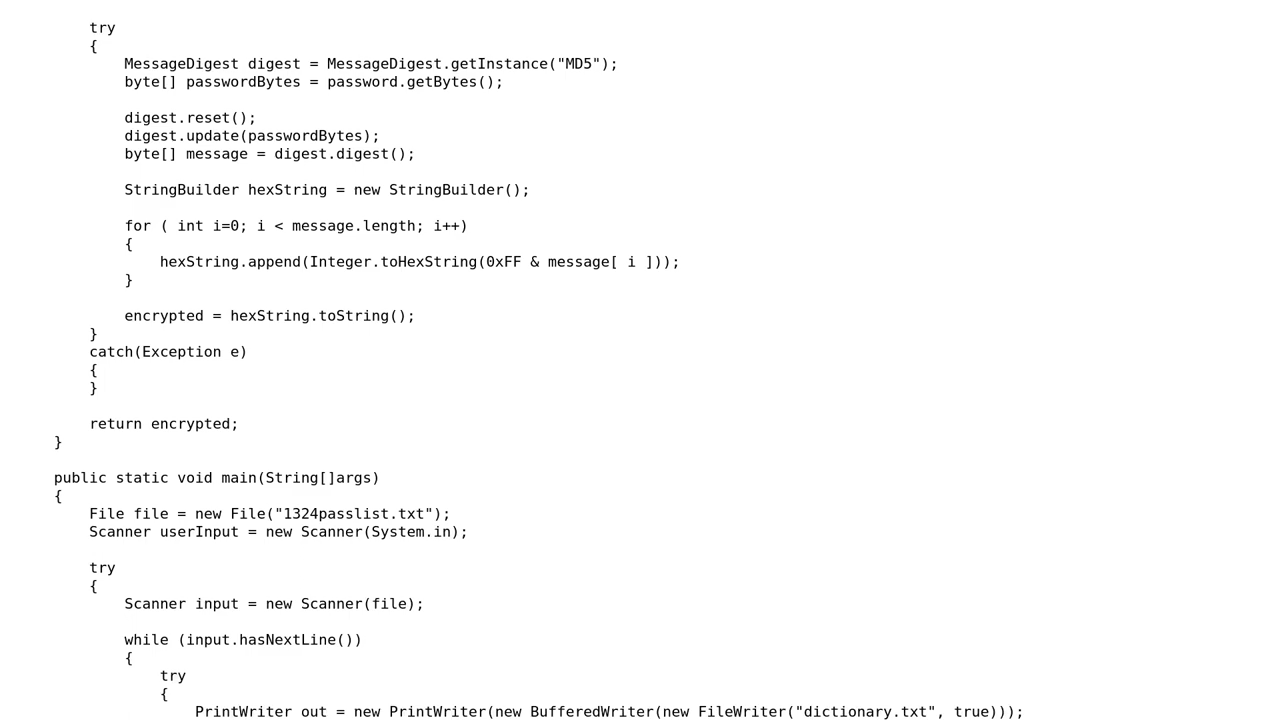 try
{
MessageDigest digest = MessageDigest.getInstance("MD5");
byte[] passwordBytes = password.getBytes();
digest.reset();
digest.update(passwordBytes);
byte[] message = digest.digest();
StringBuilder hexString = new StringBuilder();
for ( int i=0; i < message.length; i++)
{
hexString.append(Integer.toHexString(0xFF & message[ i ]));
}
encrypted = hexString.toString();
}
catch(Exception e)
{
}
return encrypted;
}
public static void main(String[]args)
{
File file = new File("1324passlist.txt");
Scanner userInput = new Scanner(System.in);
try
{
Scanner input = new Scanner(file);
while (input.hasNextLine())
{
try
{
PrintWriter out = new PrintWriter(new BufferedWriter(new FileWriter("dictionary.txt", true)));